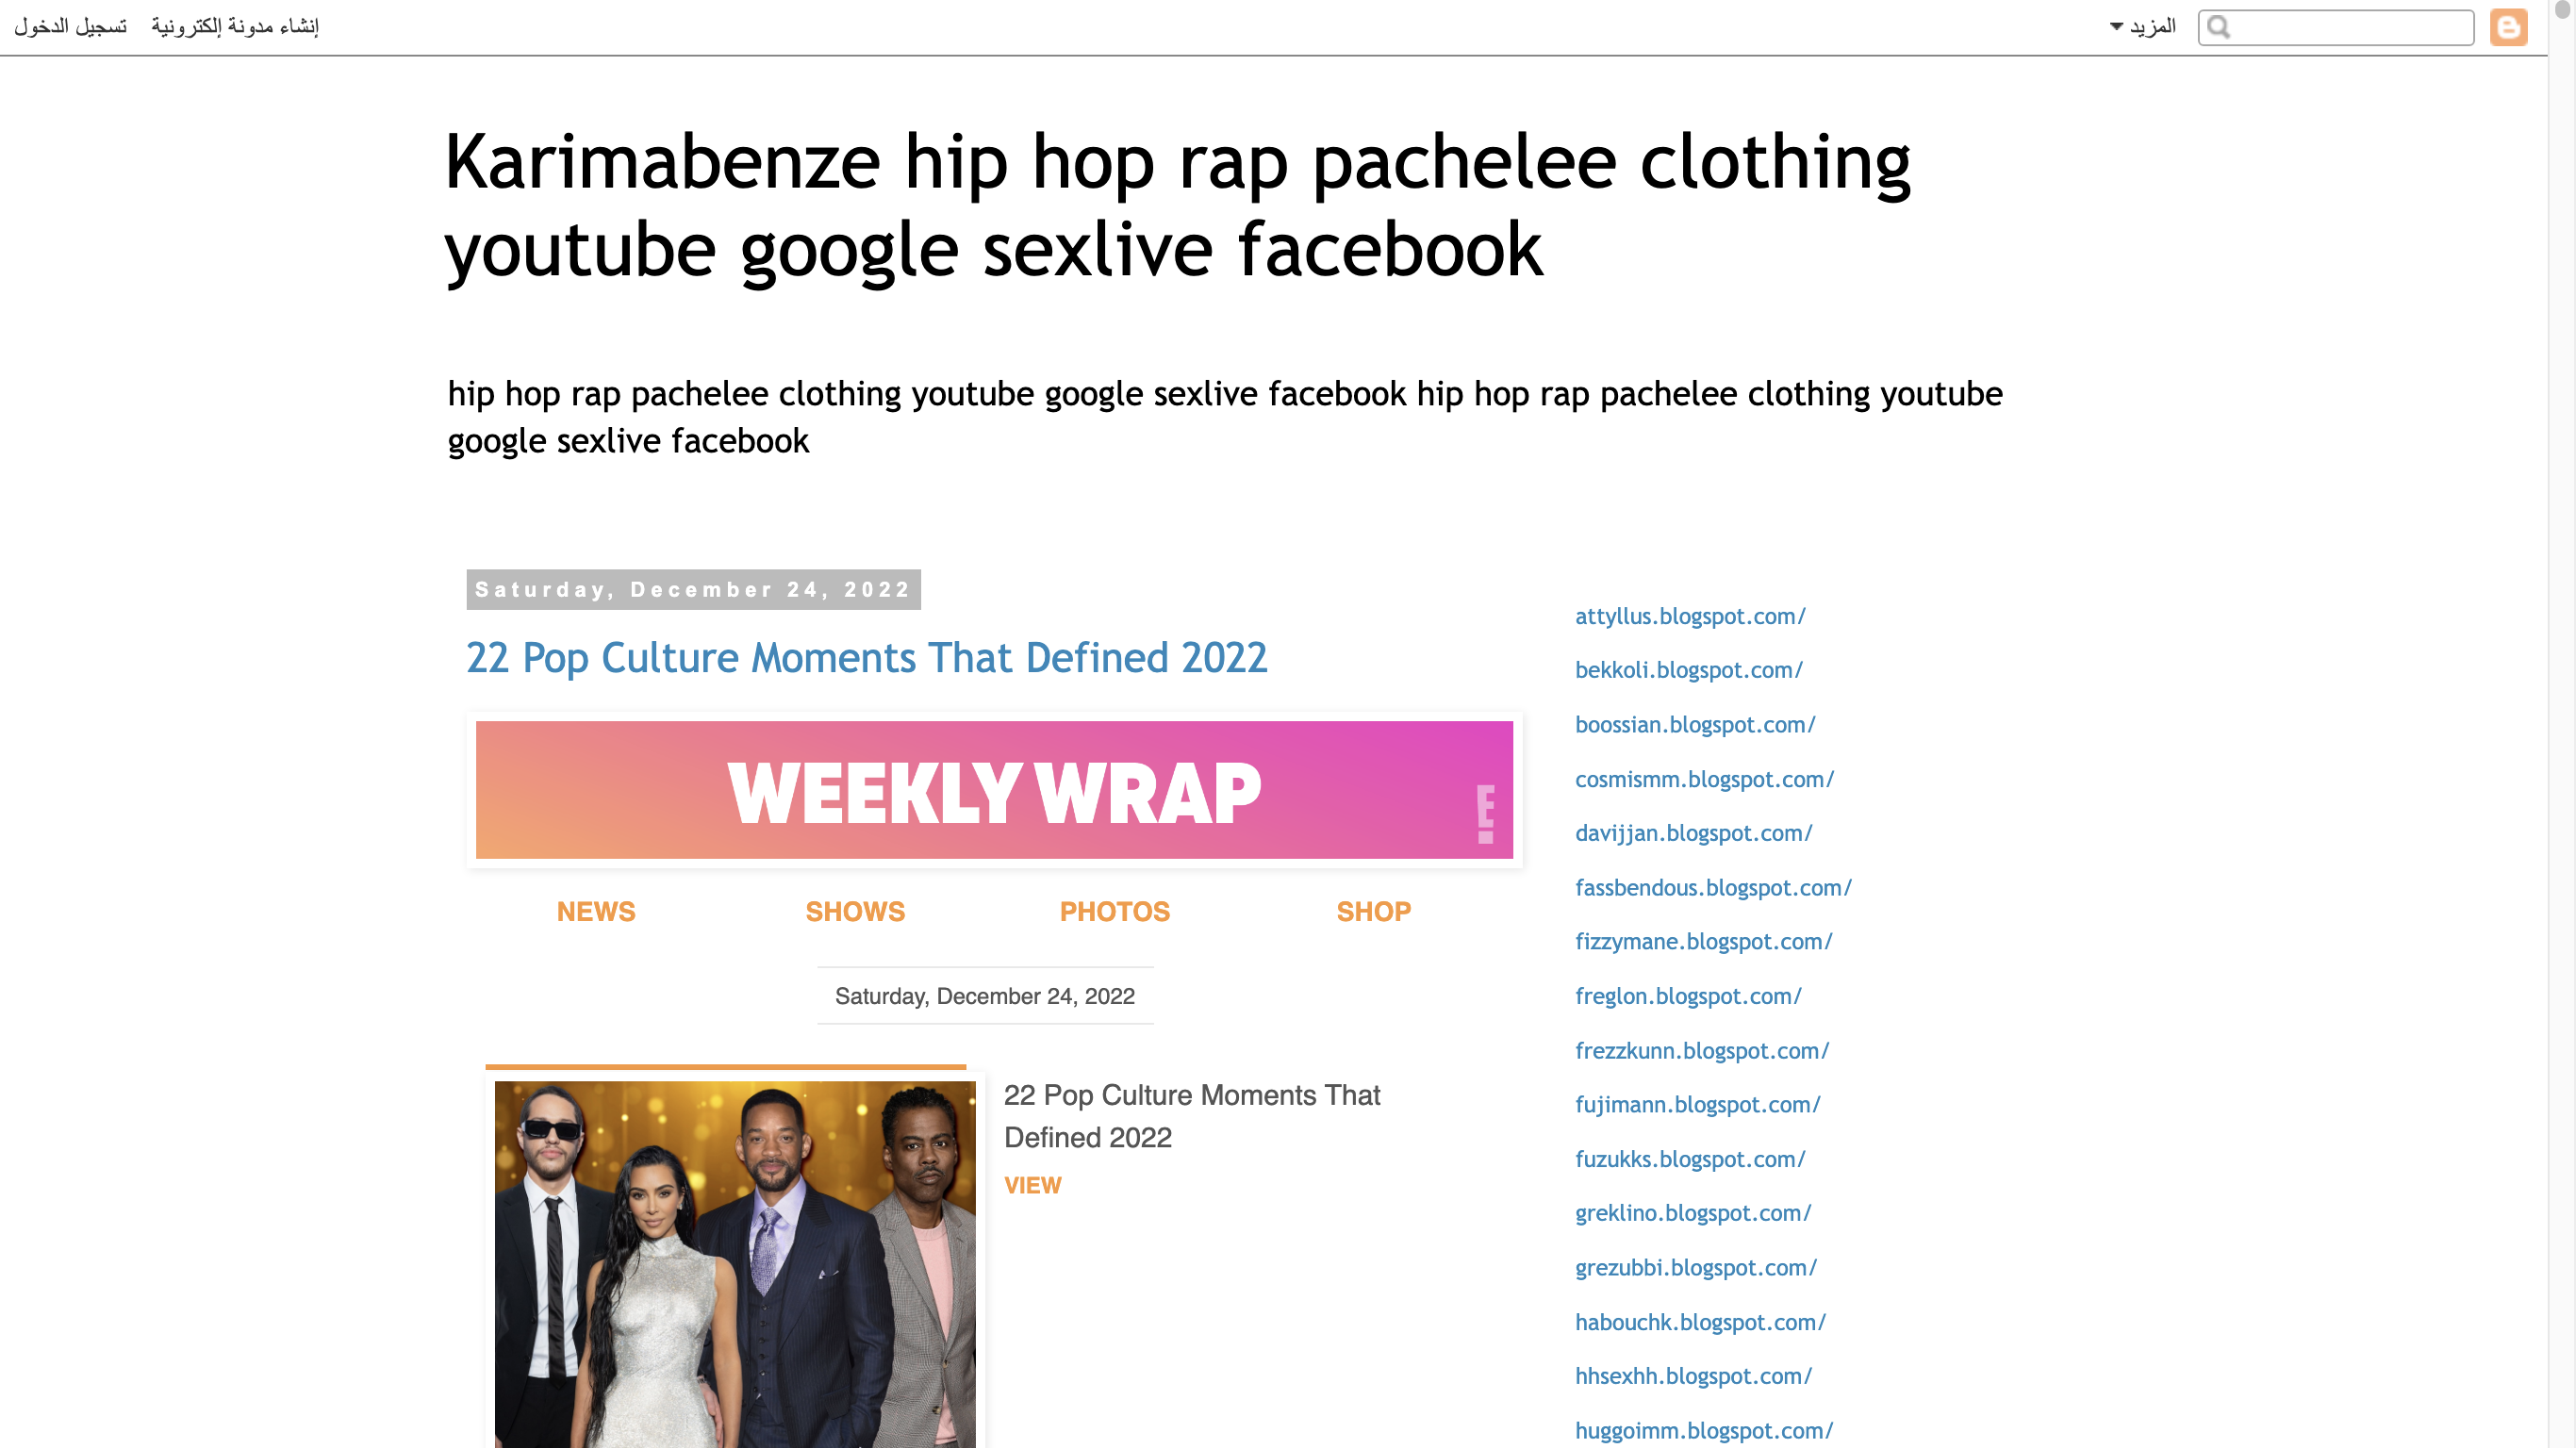 تسجيل الدخول
إنشاء مدونة إلكترونية
المزيد
Karimabenze hip hop rap pachelee clothing
youtube google sexlive facebook
hip hop rap pachelee clothing youtube google sexlive facebook hip hop rap pachelee clothing youtube
google sexlive facebook
Saturday, December 24, 2022
22 Pop Culture Moments That Defined 2022
WEEKLY WRAP
E!
NEWS
SHOWS
PHOTOS
SHOP
Saturday, December 24, 2022
22 Pop Culture Moments That
Defined 2022
VIEW
attyllus.blogspot.com/
bekkoli.blogspot.com/
boossian.blogspot.com/
cosmismm.blogspot.com/
davijjan.blogspot.com/
fassbendous.blogspot.com/
fizzymane.blogspot.com/
freglon.blogspot.com/
frezzkunn.blogspot.com/
fujimann.blogspot.com/
fuzukks.blogspot.com/
greklino.blogspot.com/
grezubbi.blogspot.com/
habouchk.blogspot.com/
hhsexhh.blogspot.com/
huggoimm.blogspot.com/